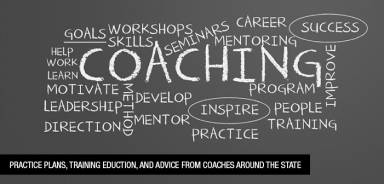 GOALS WORKSHOPS CAREER SUCCESS
SKILLS SEMINARS MENTORING
HELP
WORK
LEARN
COACHING
IMPROVE
MOTIVATE METHOD DEVELOP PROGRAM
LEADERSHIP INSPIRE PEOPLE
DIRECTION MENTOR TRAINING
PRACTICE
PRACTICE PLANS, TRAINING EDUCTION, AND ADVICE FROM COACHES AROUND THE STATE